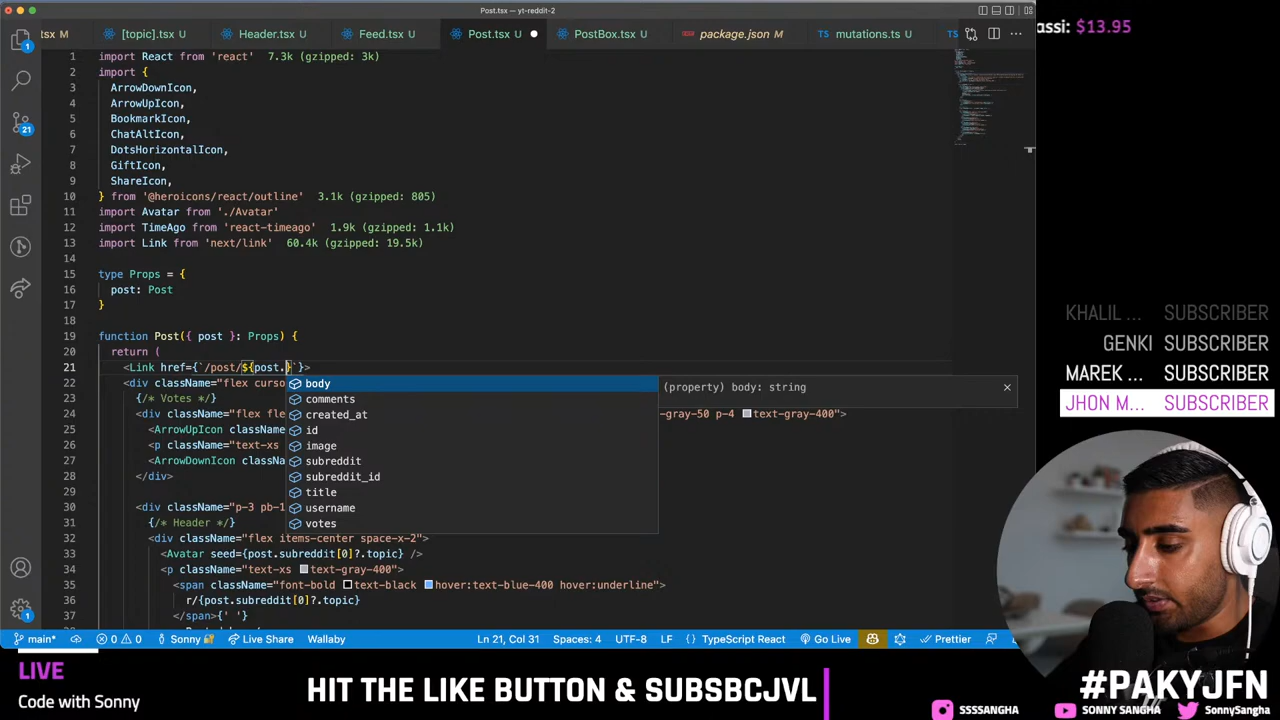 Post.tsx — yt-reddit-2
.tsx M
[topic].tsx U
Header.tsx U
Feed.tsx U
Post.tsx U
PostBox.tsx U
package.json M
mutations.ts U
TS
assi: $13.95
1 import React from 'react' 7.3k (gzipped: 3k)
2 import {
3 ArrowDownIcon,
4 ArrowUpIcon,
5 BookmarkIcon,
6 ChatAltIcon,
7 DotsHorizontalIcon,
8 GiftIcon,
9 ShareIcon,
10 } from '@heroicons/react/outline' 3.1k (gzipped: 805)
11 import Avatar from './Avatar'
12 import TimeAgo from 'react-timeago' 1.9k (gzipped: 1.1k)
13 import Link from 'next/link' 60.4k (gzipped: 19.5k)
14
15 type Props = {
16 post: Post
17 }
18
19 function Post({ post }: Props) {
20 return (
21 <Link href={`/post/${post.}`}>
22 <div className="flex curso
23 {/* Votes */}
24 <div className="flex fle
-gray-50 p-4 text-gray-400">
25 <ArrowUpIcon className
26 <p className="text-xs
27 <ArrowDownIcon classNa
28 </div>
29
30 <div className="p-3 pb-1
31 {/* Header */}
32 <div className="flex items-center space-x-2">
33 <Avatar seed={post.subreddit[0]?.topic} />
34 <p className="text-xs text-gray-400">
35 <span className="font-bold text-black hover:text-blue-400 hover:underline">
36 r/{post.subreddit[0]?.topic}
37 </span>{' '}
body
comments
created_at
id
image
subreddit
subreddit_id
title
username
votes
(property) body: string
1
21
1
KHALIL ... SUBSCRIBER
GENKI SUBSCRIBER
MAREK ... SUBSCRIBER
JHON M... SUBSCRIBER
main* 0 0 Sonny Live Share Wallaby
Ln 21, Col 31 Spaces: 4 UTF-8 LF {} TypeScript React Go Live Prettier
LIVE
Code with Sonny
HIT THE LIKE BUTTON & SUBSBCJVL
#PAKYJFN
SSSSANGHA SONNY SANGHA SonnySangha